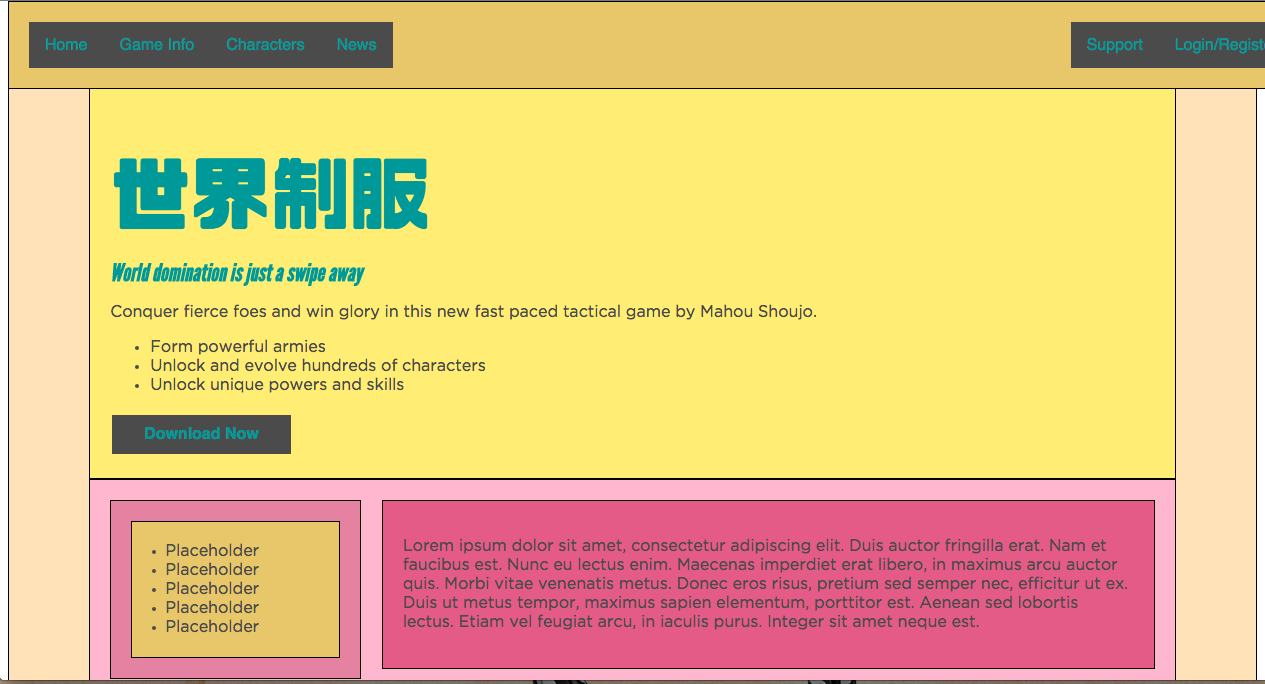 Home Game Info Characters News Support Login/Regist
世界制服
World domination is just a swipe away
Conquer fierce foes and win glory in this new fast paced tactical game by Mahou Shoujo.
• Form powerful armies
• Unlock and evolve hundreds of characters
• Unlock unique powers and skills
Download Now
• Placeholder
• Placeholder
• Placeholder
• Placeholder
• Placeholder
Lorem ipsum dolor sit amet, consectetur adipiscing elit. Duis auctor fringilla erat. Nam et
faucibus est. Nunc eu lectus enim. Maecenas imperdiet erat libero, in maximus arcu auctor
quis. Morbi vitae venenatis metus. Donec eros risus, pretium sed semper nec, efficitur ut ex.
Duis ut metus tempor, maximus sapien elementum, porttitor est. Aenean sed lobortis
lectus. Etiam vel feugiat arcu, in iaculis purus. Integer sit amet neque est.